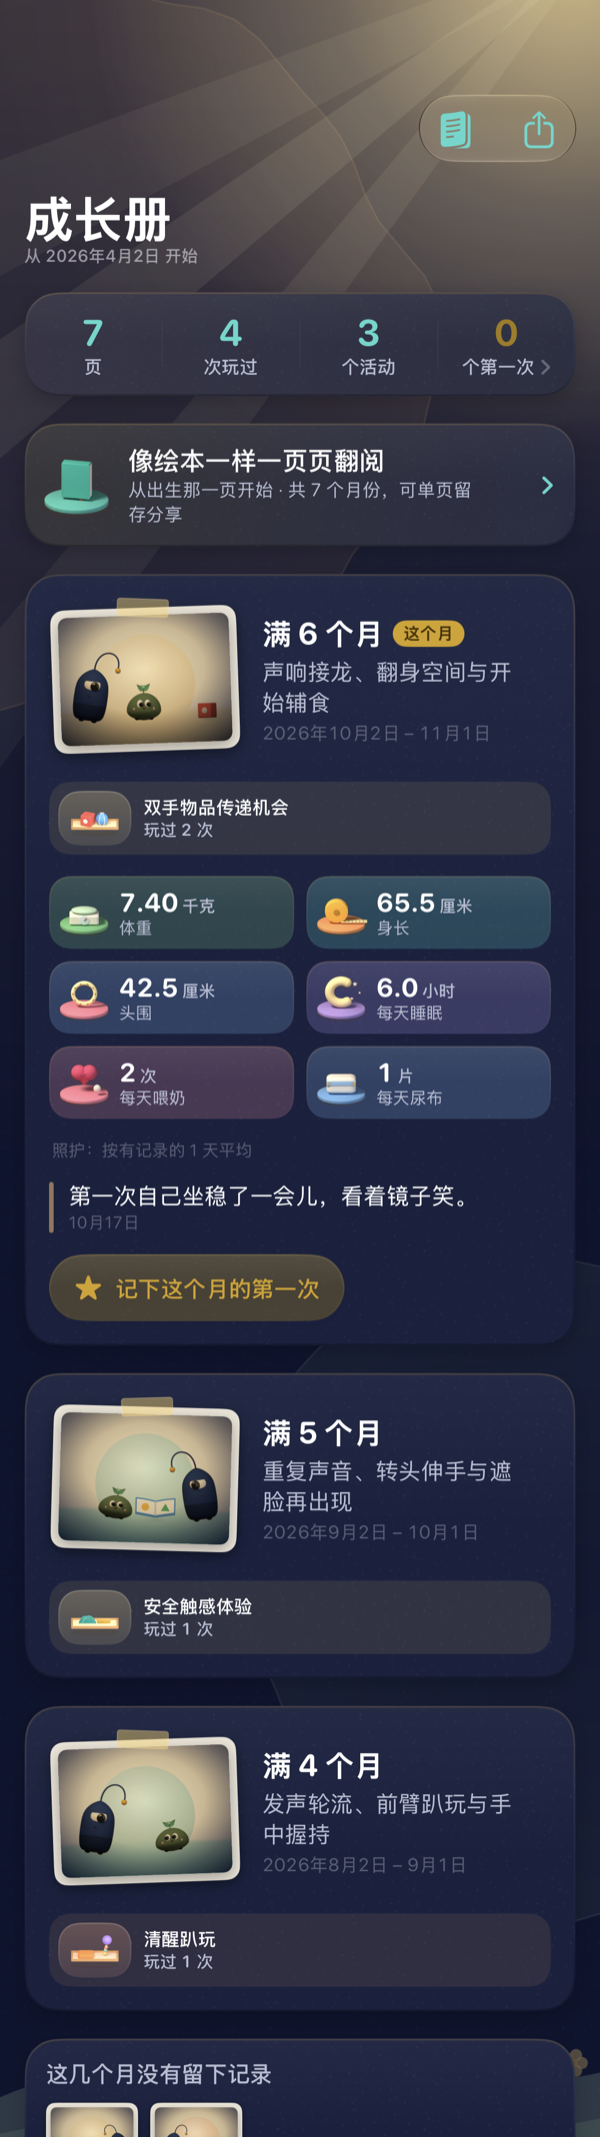 成长册
从 2026年4月2日 开始
7
页
4
次玩过
3
个活动
0
个第一次
像绘本一样一页页翻阅
从出生那一页开始 · 共 7 个月份，可单页留
存分享
满 6 个月
这个月
声响接龙、翻身空间与开
始辅食
2026年10月2日 – 11月1日
双手物品传递机会
玩过 2 次
7.40 千克
体重
65.5 厘米
身长
42.5 厘米
头围
6.0 小时
每天睡眠
2 次
每天喂奶
1 片
每天尿布
照护：按有记录的 1 天平均
第一次自己坐稳了一会儿，看着镜子笑。
10月17日
记下这个月的第一次
满 5 个月
重复声音、转头伸手与遮
脸再出现
2026年9月2日 – 10月1日
安全触感体验
玩过 1 次
满 4 个月
发声轮流、前臂趴玩与手
中握持
2026年8月2日 – 9月1日
清醒趴玩
玩过 1 次
这几个月没有留下记录